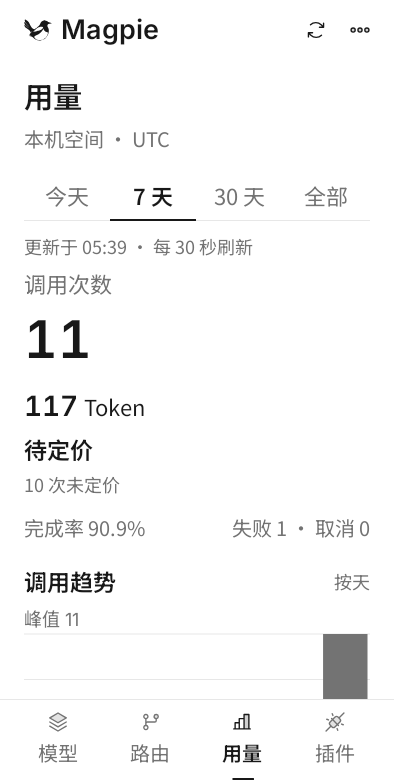 Magpie
用量
本机空间 • UTC
今天 7 天 30 天 全部
更新于 05:39 • 每 30 秒刷新
调用次数
11
117 Token
待定价
10 次未定价
完成率 90.9% 失败 1 • 取消 0
调用趋势 按天
峰值 11
模型 路由 用量 插件